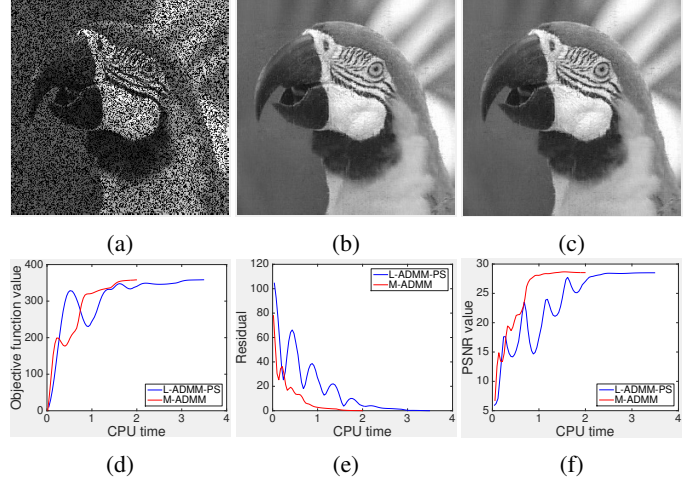 (a)
(b)
(c)
Objective function value
400
300
200
100
0
0 1 2 3 4
CPU time
L-ADMM-PS
M-ADMM
(d)
Residual
120
100
80
60
40
20
0
0 1 2 3 4
CPU time
L-ADMM-PS
M-ADMM
(e)
PSNR value
30
25
20
15
10
5
0 1 2 3 4
CPU time
L-ADMM-PS
M-ADMM
(f)